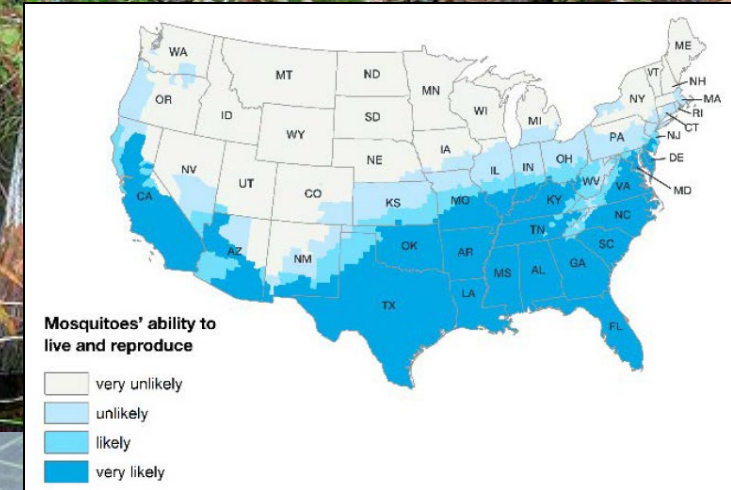 WA
MT
ND
MN
ME
VT
NH
OR
ID
SD
WI
MI
NY
MA
RI
CT
WY
IA
PA
NJ
NE
NV
UT
CO
IL
IN
OH
DE
CA
KS
MO
WV
VA
MD
KY
AZ
NM
OK
AR
TN
NC
SC
MS
AL
GA
TX
LA
FL
Mosquitoes' ability to
live and reproduce
very unlikely
unlikely
likely
very likely